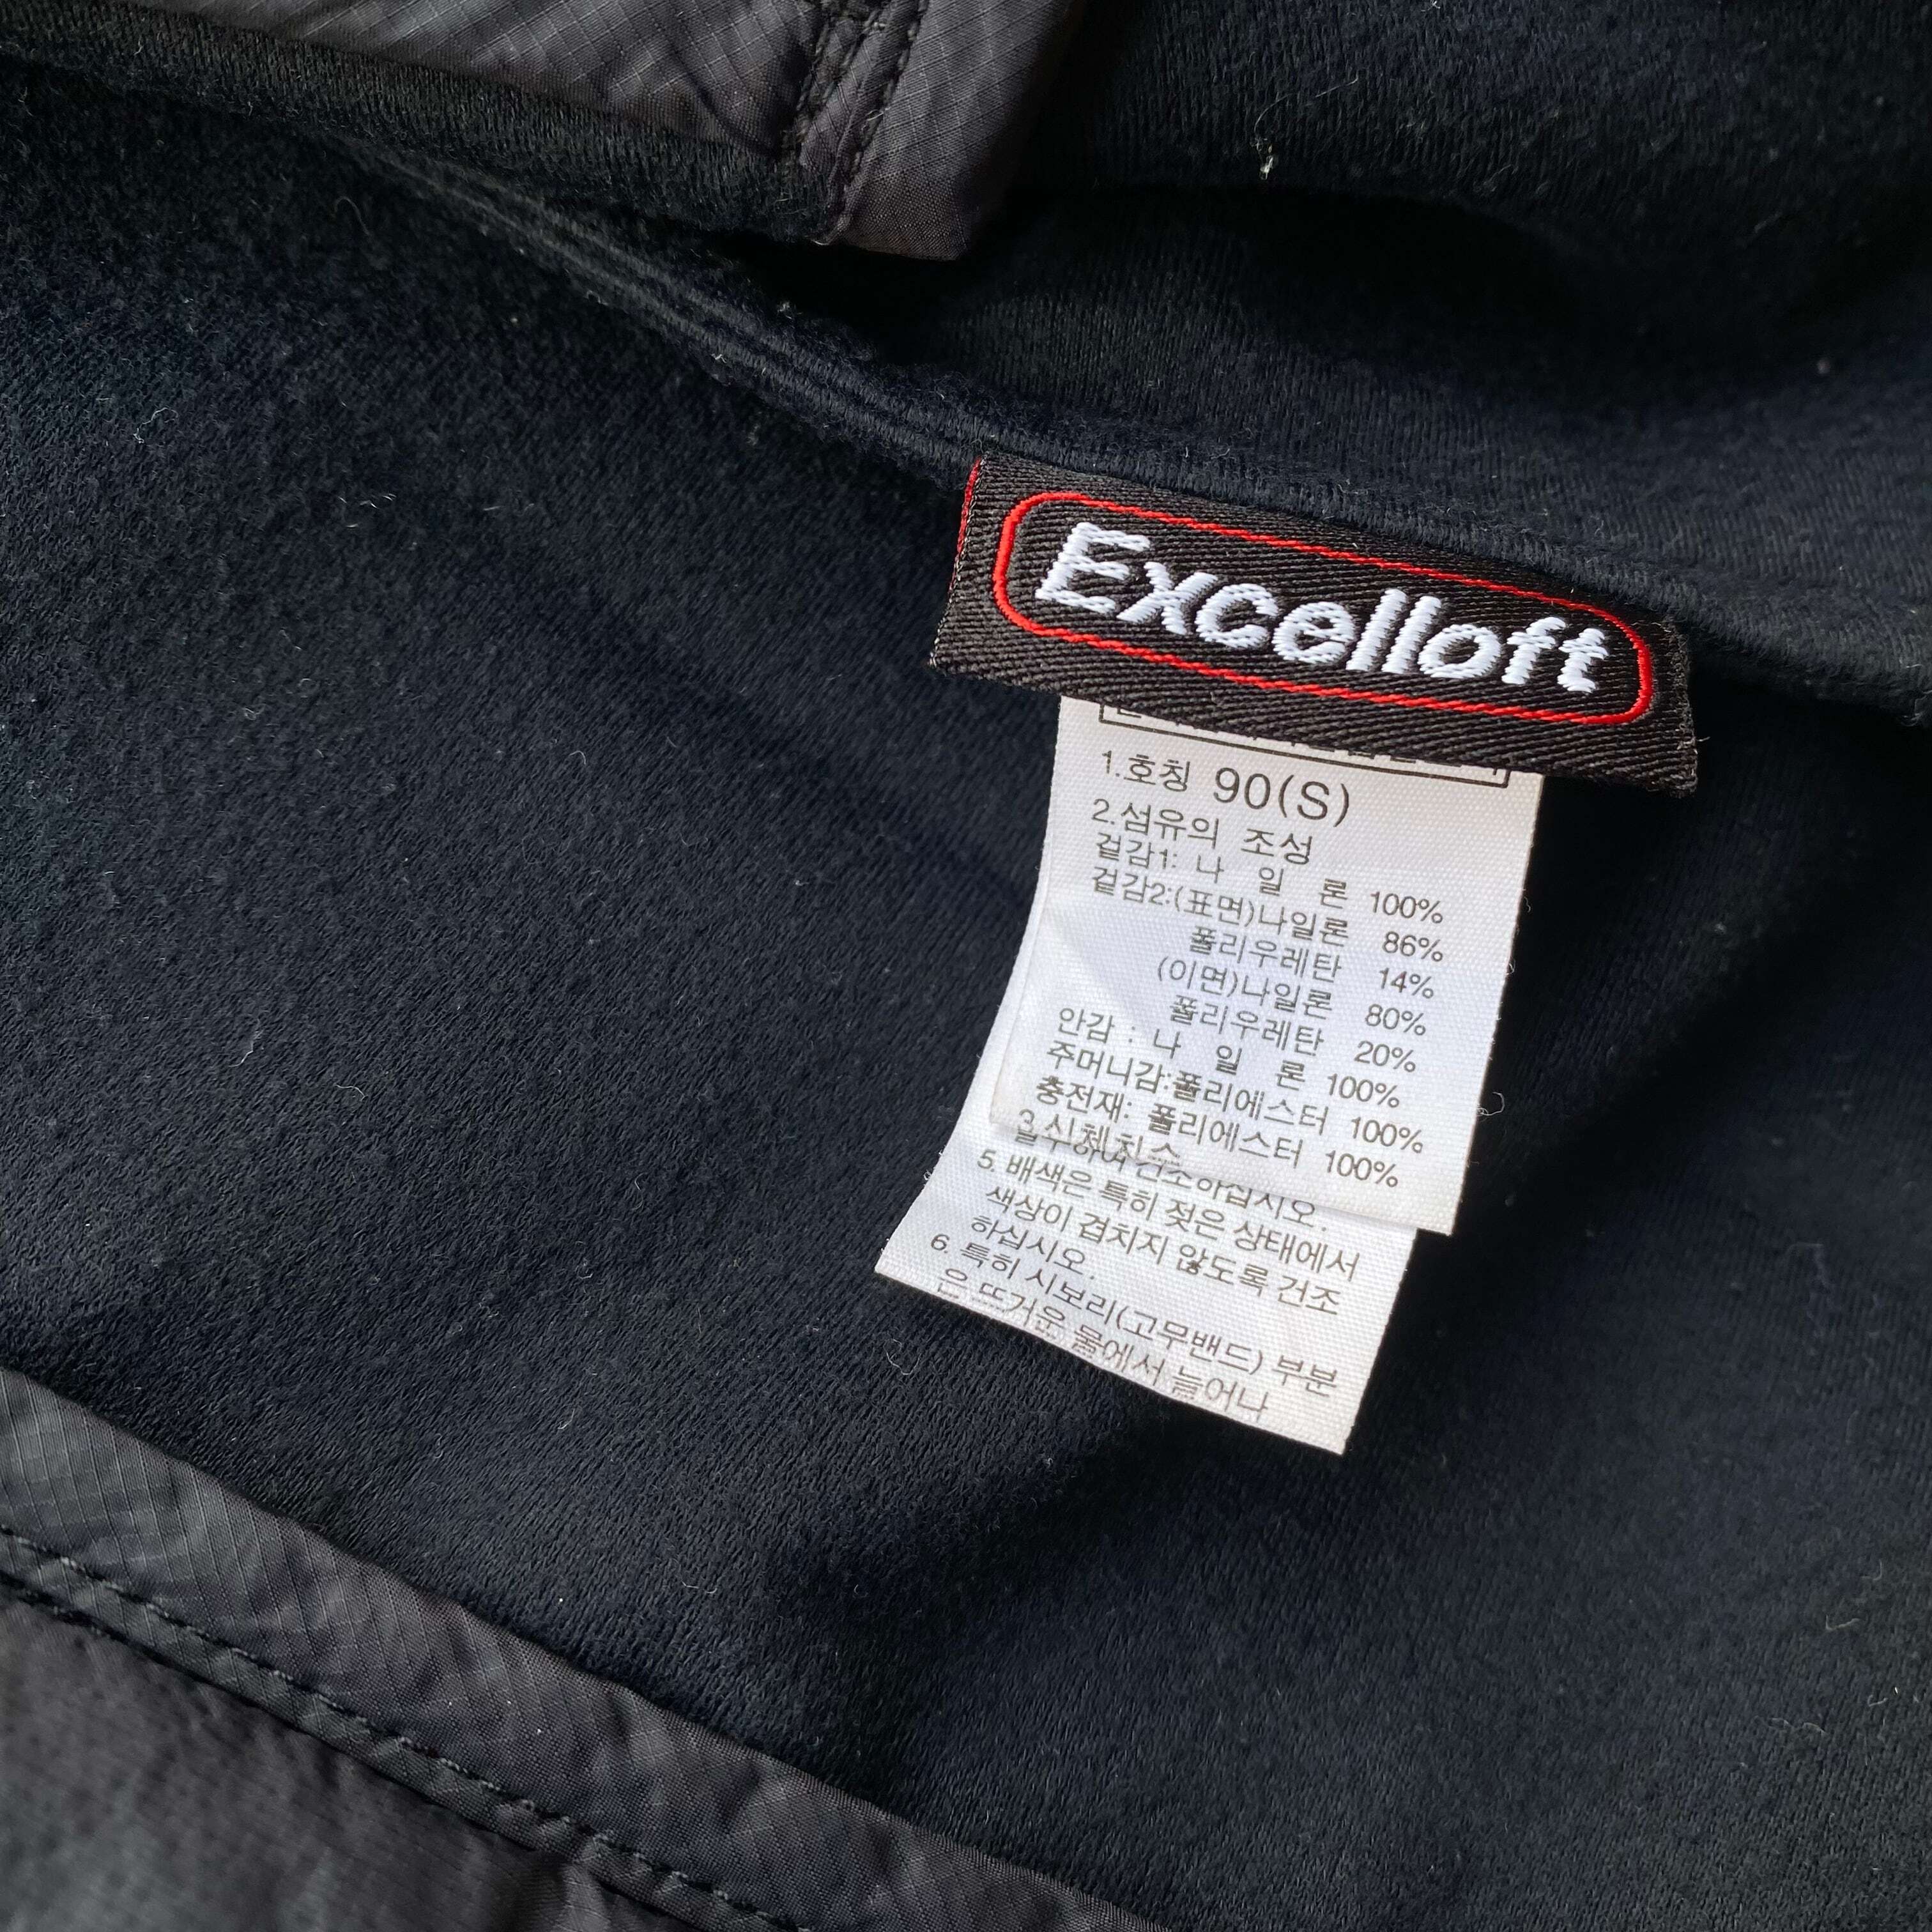 Excelloft
1.호칭 90(S)
2.섬유의 조성
겉감1: 나 일 론 100%
겉감2:(표면)나일론 86%
폴리우레탄 14%
(이면)나일론 80%
폴리우레탄 20%
안감 : 나 일 론 100%
주머니감:폴리에스터 100%
충전재: 폴리에스터 100%
3.신체치수
건조하십시오.
5. 배색은 특히 젖은 상태에서
색상이 겹치지 않도록 건조
하십시오.
6. 특히 시보리(고무밴드) 부분
은 뜨거운 물에서 늘어나